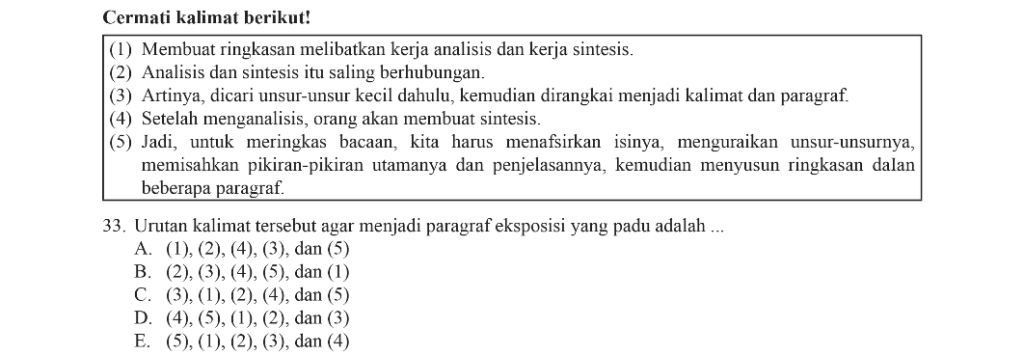 Cermati kalimat berikut!
(1) Membuat ringkasan melibatkan kerja analisis dan kerja sintesis.
(2) Analisis dan sintesis itu saling berhubungan.
(3) Artinya, dicari unsur-unsur kecil dahulu, kemudian dirangkai menjadi kalimat dan paragraf.
(4) Setelah menganalisis, orang akan membuat sintesis.
(5) Jadi, untuk meringkas bacaan, kita harus menafsirkan isinya, menguraikan unsur-unsurnya,
memisahkan pikiran-pikiran utamanya dan penjelasannya, kemudian menyusun ringkasan dalan
beberapa paragraf.
33. Urutan kalimat tersebut agar menjadi paragraf eksposisi yang padu adalah ...
A. (1), (2), (4), (3), dan (5)
B. (2), (3), (4), (5), dan (1)
C. (3), (1), (2), (4), dan (5)
D. (4), (5), (1), (2), dan (3)
E. (5), (1), (2), (3), dan (4)